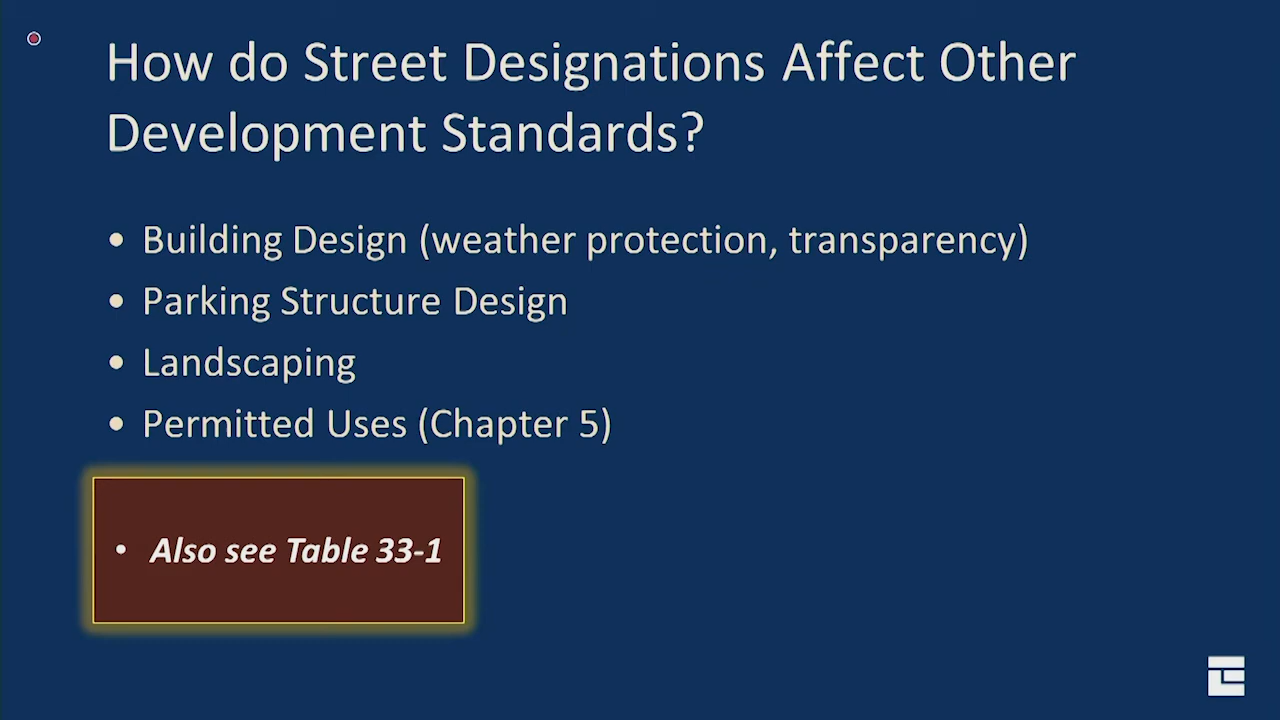 How do Street Designations Affect Other
Development Standards?
• Building Design (weather protection, transparency)
• Parking Structure Design
• Landscaping
• Permitted Uses (Chapter 5)
• Also see Table 33-1